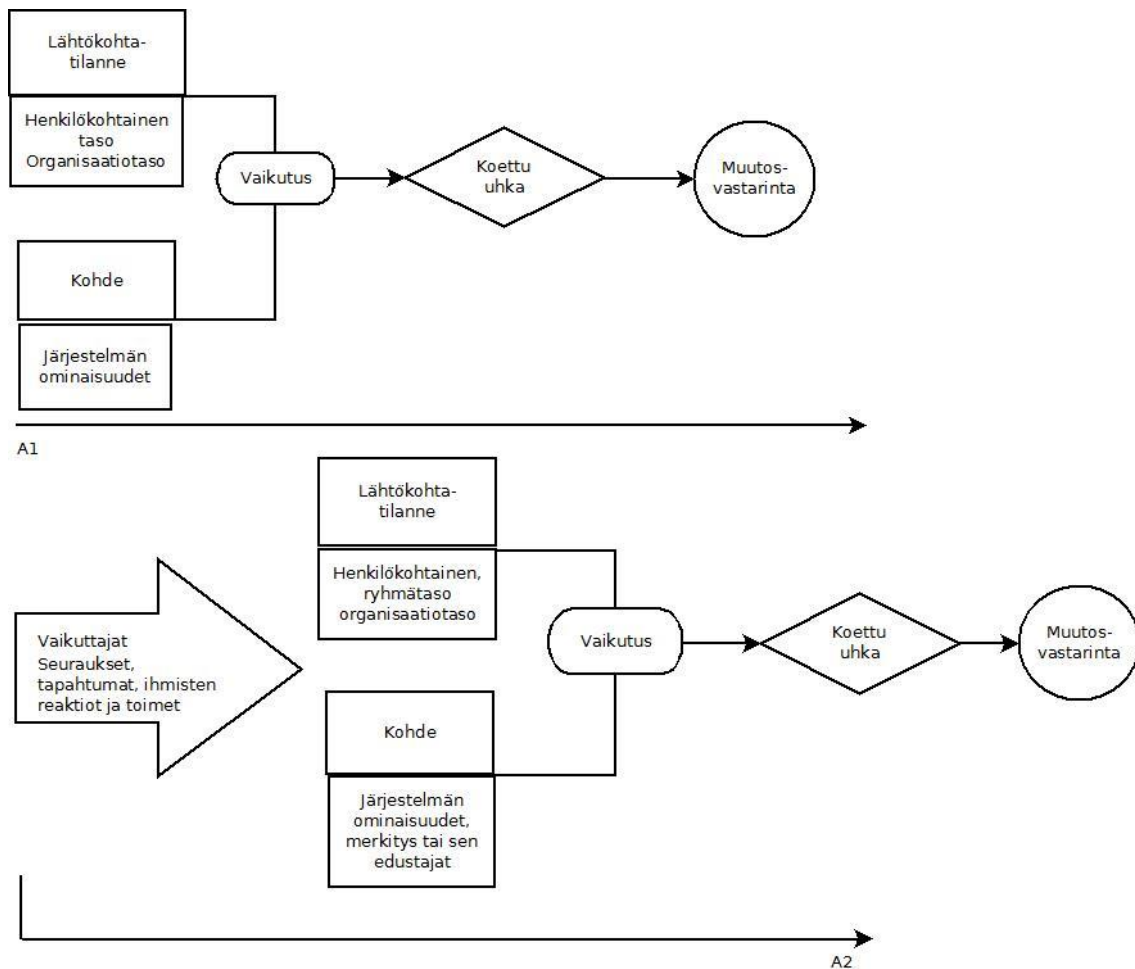 Lähtökohta-
tilanne
Henkilökohtainen
taso
Organisaatiotaso
Vaikutus
Koettu
uhka
Muutos-
vastarinta
Kohde
Järjestelmän
ominaisuudet
A1
Lähtökohta-
tilanne
Henkilökohtainen,
ryhmätaso
organisaatiotaso
Vaikuttajat
Seuraukset,
tapahtumat, ihmisten
reaktiot ja toimet
Vaikutus
Koettu
uhka
Muutos-
vastarinta
Kohde
Järjestelmän
ominaisuudet,
merkitys tai sen
edustajat
A2